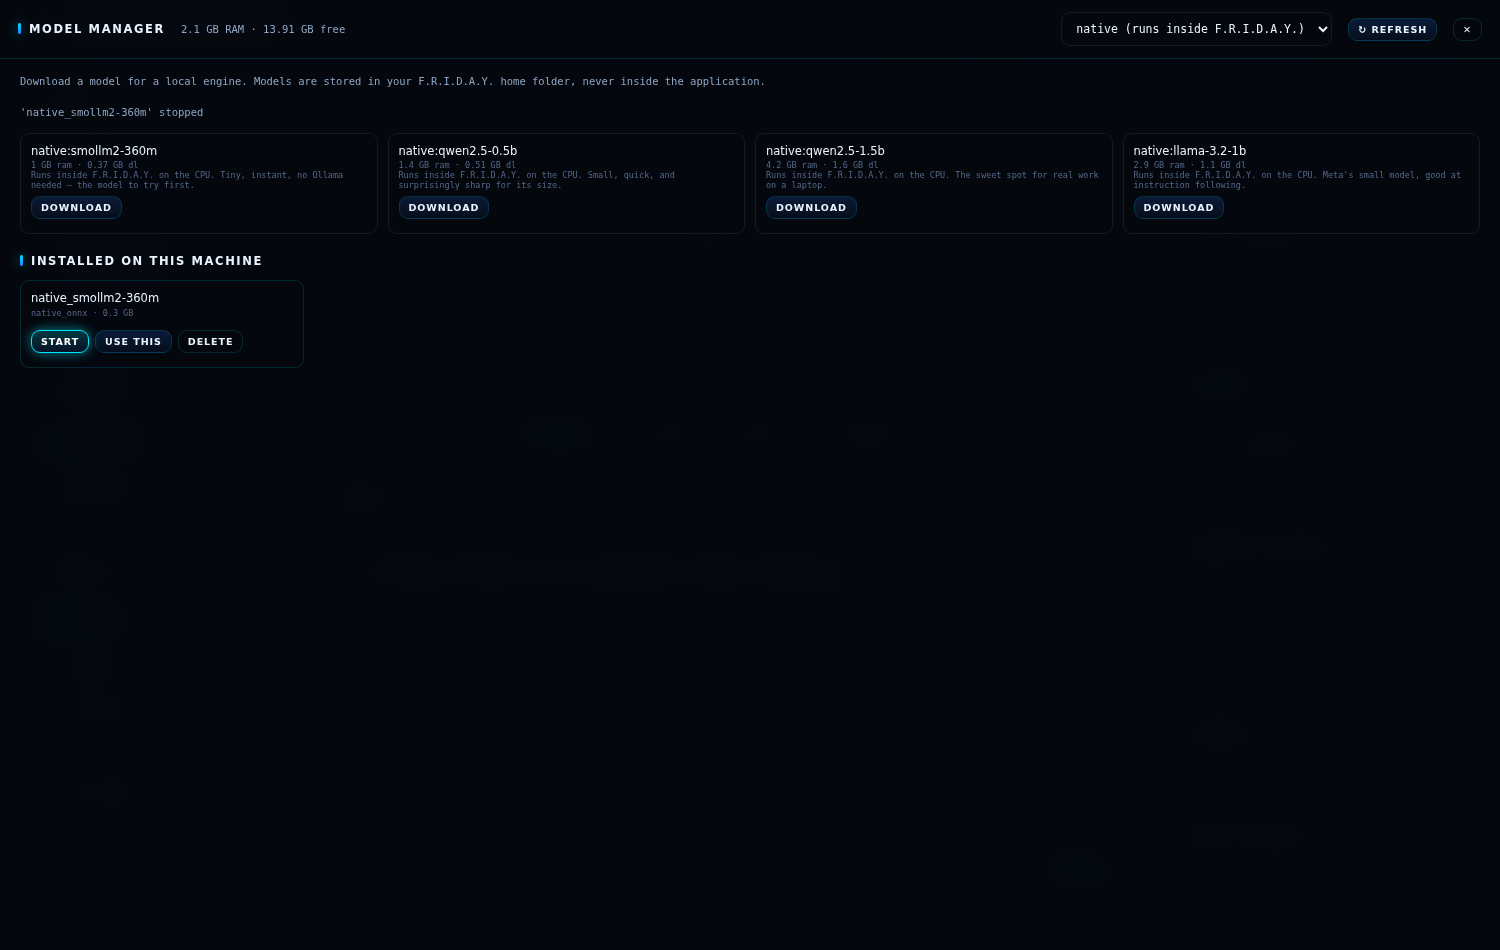 MODEL MANAGER 2.1 GB RAM · 13.91 GB free native (runs inside F.R.I.D.A.Y.) ↻ REFRESH ✕
Download a model for a local engine. Models are stored in your F.R.I.D.A.Y. home folder, never inside the application.
'native_smollm2-360m' stopped
native:smollm2-360m
1 GB ram · 0.37 GB dl
Runs inside F.R.I.D.A.Y. on the CPU. Tiny, instant, no Ollama
needed — the model to try first.
DOWNLOAD
native:qwen2.5-0.5b
1.4 GB ram · 0.51 GB dl
Runs inside F.R.I.D.A.Y. on the CPU. Small, quick, and
surprisingly sharp for its size.
DOWNLOAD
native:qwen2.5-1.5b
4.2 GB ram · 1.6 GB dl
Runs inside F.R.I.D.A.Y. on the CPU. The sweet spot for real work
on a laptop.
DOWNLOAD
native:llama-3.2-1b
2.9 GB ram · 1.1 GB dl
Runs inside F.R.I.D.A.Y. on the CPU. Meta's small model, good at
instruction following.
DOWNLOAD
INSTALLED ON THIS MACHINE
native_smollm2-360m
native_onnx · 0.3 GB
START USE THIS DELETE